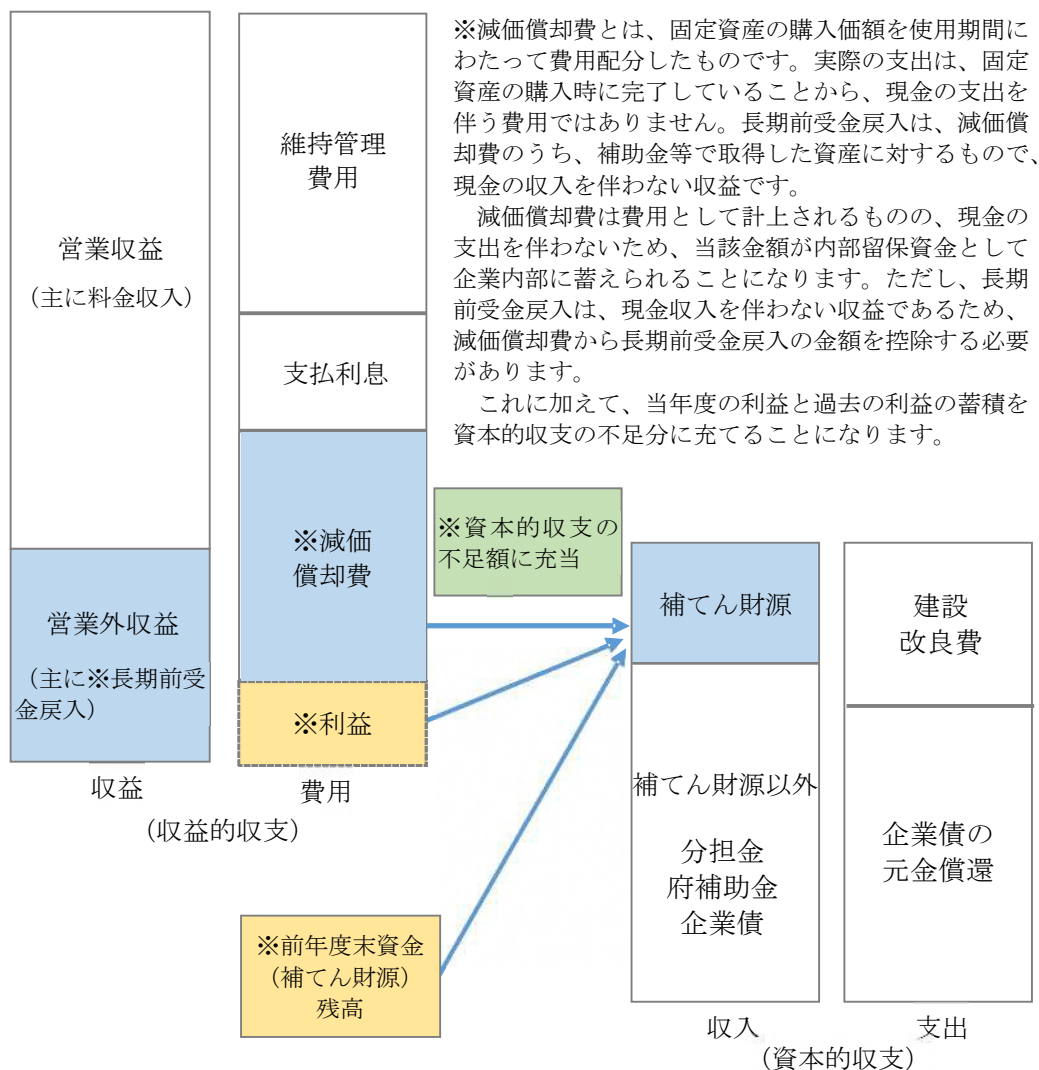 ※減価償却費とは、固定資産の購入価額を使用期間に
わたって費用配分したものです。実際の支出は、固定
資産の購入時に完了していることから、現金の支出を
伴う費用ではありません。長期前受金戻入は、減価償
却費のうち、補助金等で取得した資産に対するもので、
現金の収入を伴わない収益です。
　減価償却費は費用として計上されるものの、現金の
支出を伴わないため、当該金額が内部留保資金として
企業内部に蓄えられることになります。ただし、長期
前受金戻入は、現金収入を伴わない収益であるため、
減価償却費から長期前受金戻入の金額を控除する必要
があります。
　これに加えて、当年度の利益と過去の利益の蓄積を
資本的収支の不足分に充てることになります。
営業収益
（主に料金収入）
営業外収益
（主に※長期前受
金戻入）
収益
維持管理
費用
支払利息
※減価
償却費
※利益
費用
（収益的収支）
※資本的収支の
不足額に充当
※前年度末資金
（補てん財源）
残高
補てん財源
補てん財源以外
分担金
府補助金
企業債
収入
建設
改良費
企業債の
元金償還
支出
（資本的収支）